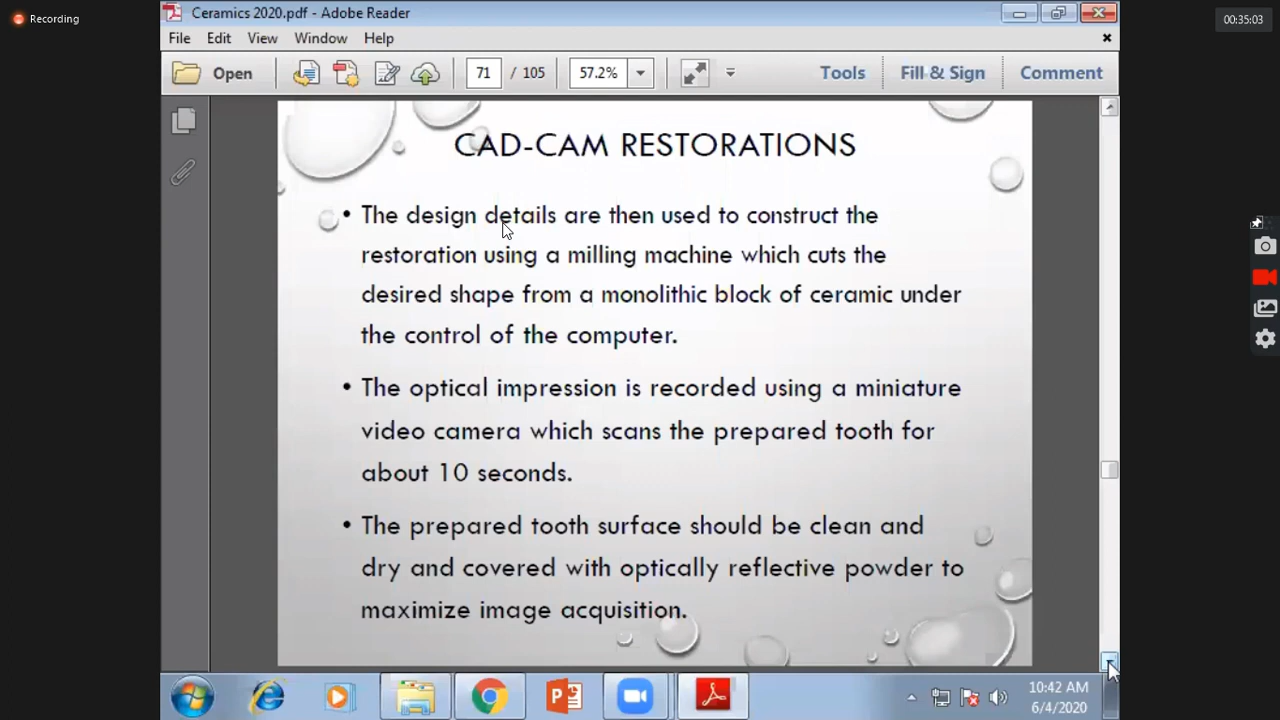 Recording
Ceramics 2020.pdf - Adobe Reader
00:35:03
File Edit View Window Help
Open 71 / 105 57.2% Tools Fill & Sign Comment
CAD-CAM RESTORATIONS
• The design details are then used to construct the
restoration using a milling machine which cuts the
desired shape from a monolithic block of ceramic under
the control of the computer.
• The optical impression is recorded using a miniature
video camera which scans the prepared tooth for
about 10 seconds.
• The prepared tooth surface should be clean and
dry and covered with optically reflective powder to
maximize image acquisition.
10:42 AM
6/4/2020